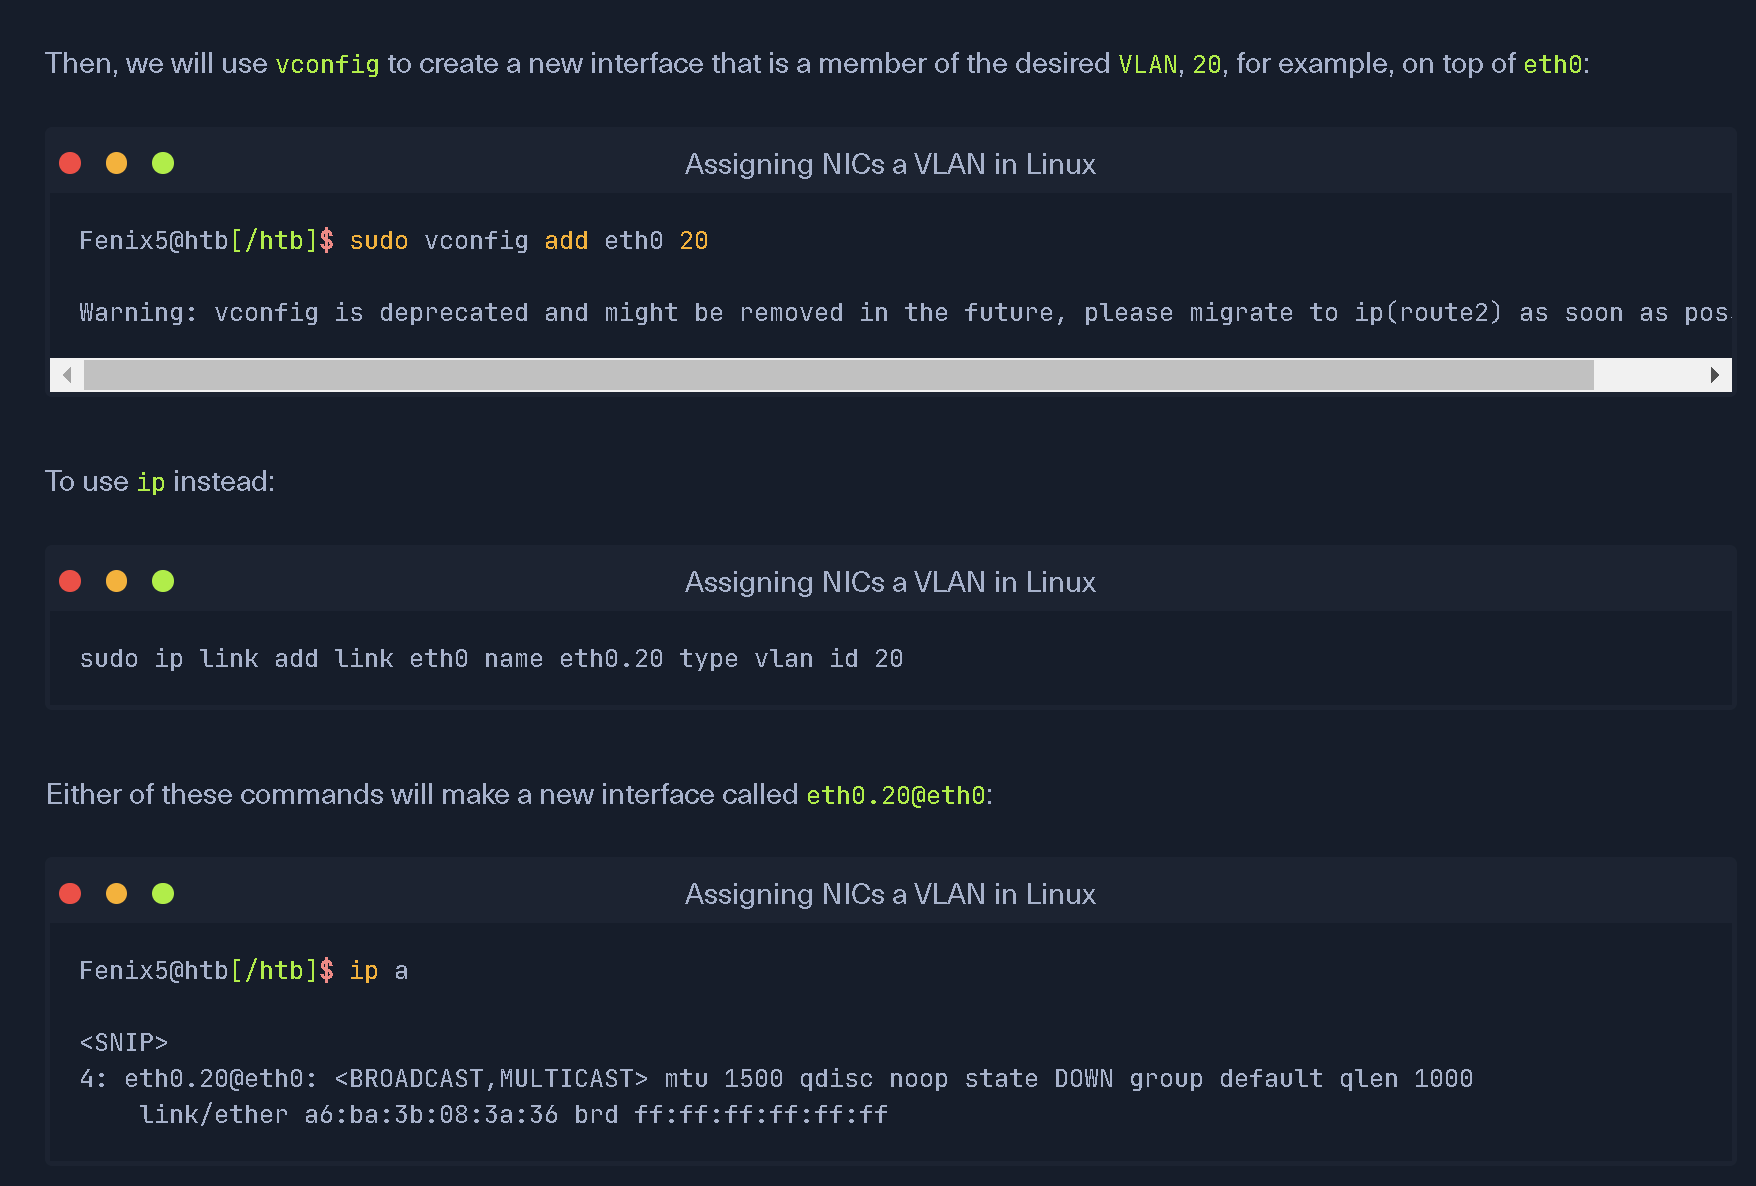 Then, we will use vconfig to create a new interface that is a member of the desired VLAN, 20, for example, on top of eth0:
Assigning NICs a VLAN in Linux
Fenix5@htb[/htb]$ sudo vconfig add eth0 20
Warning: vconfig is deprecated and might be removed in the future, please migrate to ip(route2) as soon as pos
To use ip instead:
Assigning NICs a VLAN in Linux
sudo ip link add link eth0 name eth0.20 type vlan id 20
Either of these commands will make a new interface called eth0.20@eth0:
Assigning NICs a VLAN in Linux
Fenix5@htb[/htb]$ ip a
<SNIP>
4: eth0.20@eth0: <BROADCAST,MULTICAST> mtu 1500 qdisc noop state DOWN group default qlen 1000
link/ether a6:ba:3b:08:3a:36 brd ff:ff:ff:ff:ff:ff